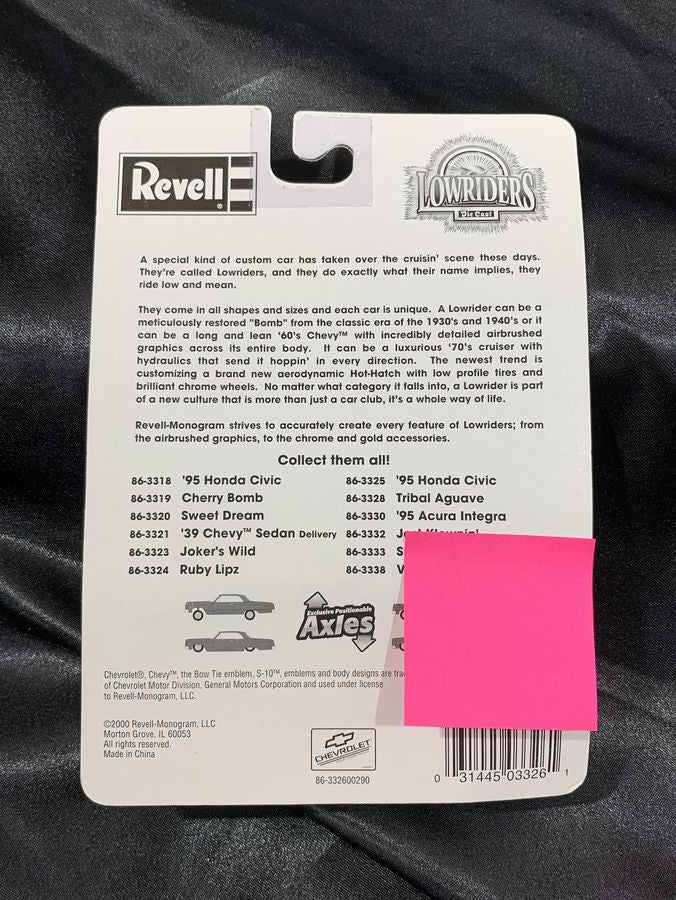 Revell®
LOWRIDERS
Die Cast
A special kind of custom car has taken over the cruisin' scene these days.
They're called Lowriders, and they do exactly what their name implies, they
ride low and mean.
They come in all shapes and sizes and each car is unique. A Lowrider can be a
meticulously restored "Bomb" from the classic era of the 1930's and 1940's or it
can be a long and lean '60's Chevy™ with incredibly detailed airbrushed
graphics across its entire body. It can be a luxurious '70's cruiser with
hydraulics that send it hoppin' in every direction. The newest trend is
customizing a brand new aerodynamic Hot-Hatch with low profile tires and
brilliant chrome wheels. No matter what category it falls into, a Lowrider is part
of a new culture that is more than just a car club, it's a whole way of life.
Revell-Monogram strives to accurately create every feature of Lowriders; from
the airbrushed graphics, to the chrome and gold accessories.
Collect them all!
86-3318 '95 Honda Civic
86-3319 Cherry Bomb
86-3320 Sweet Dream
86-3321 '39 Chevy™ Sedan Delivery
86-3323 Joker's Wild
86-3324 Ruby Lipz
86-3325 '95 Honda Civic
86-3328 Tribal Aguave
86-3330 '95 Acura Integra
86-3332
86-3333 S
86-3338 V
Exclusive Positionable
Axles
Chevrolet®, Chevy™, the Bow Tie emblem, S-10™, emblems and body designs are
of Chevrolet Motor Division, General Motors Corporation and used under license
to Revell-Monogram, LLC.
©2000 Revell-Monogram, LLC
Morton Grove, IL 60053
All rights reserved.
Made in China
CHEVROLET
86-332600290
0 31445 03326 1